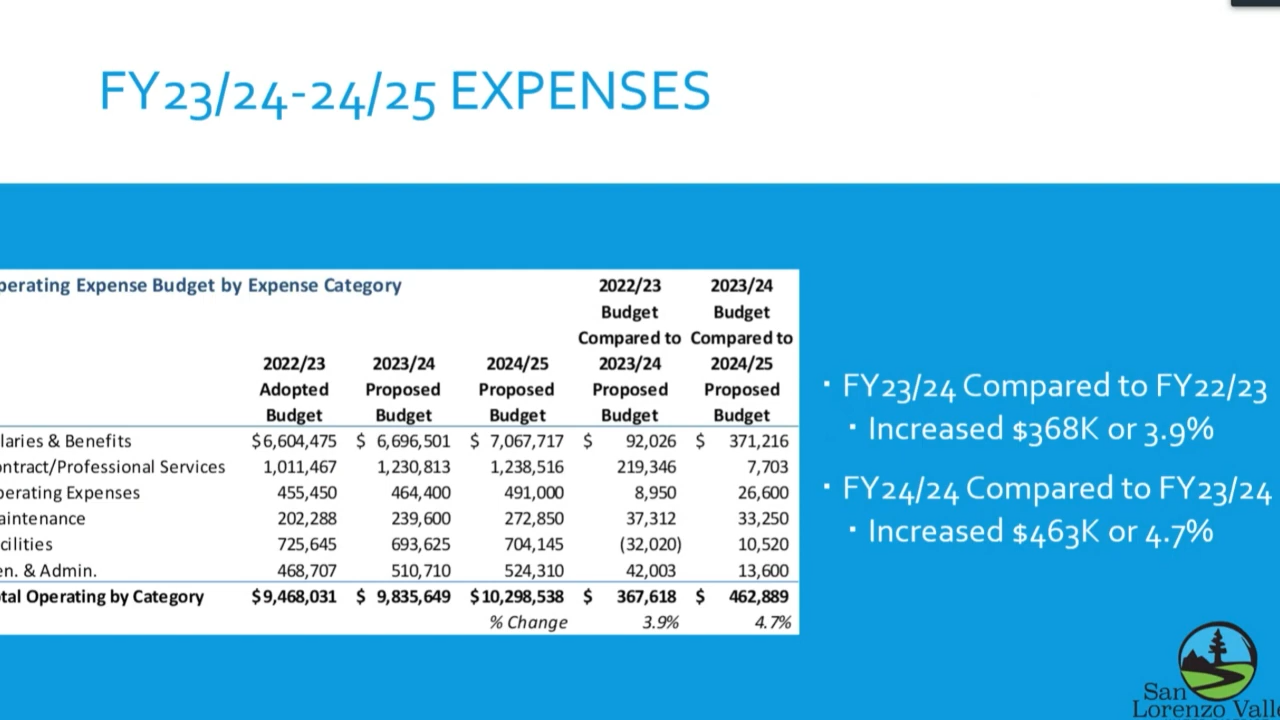 FY23/24-24/25 EXPENSES
perating Expense Budget by Expense Category
2022/23 Budget Compared to 2023/24 Proposed Budget
2023/24 Budget Compared to 2024/25 Proposed Budget
2022/23 Adopted Budget
2023/24 Proposed Budget
2024/25 Proposed Budget
laries & Benefits $6,604,475 $ 6,696,501 $ 7,067,717 $ 92,026 $ 371,216
ontract/Professional Services 1,011,467 1,230,813 1,238,516 219,346 7,703
perating Expenses 455,450 464,400 491,000 8,950 26,600
aintenance 202,288 239,600 272,850 37,312 33,250
cilities 725,645 693,625 704,145 (32,020) 10,520
en. & Admin. 468,707 510,710 524,310 42,003 13,600
tal Operating by Category $9,468,031 $ 9,835,649 $10,298,538 $ 367,618 $ 462,889
% Change 3.9% 4.7%
▪ FY23/24 Compared to FY22/23
▪ Increased $368K or 3.9%
▪ FY24/24 Compared to FY23/24
▪ Increased $463K or 4.7%
San
Lorenzo Valle